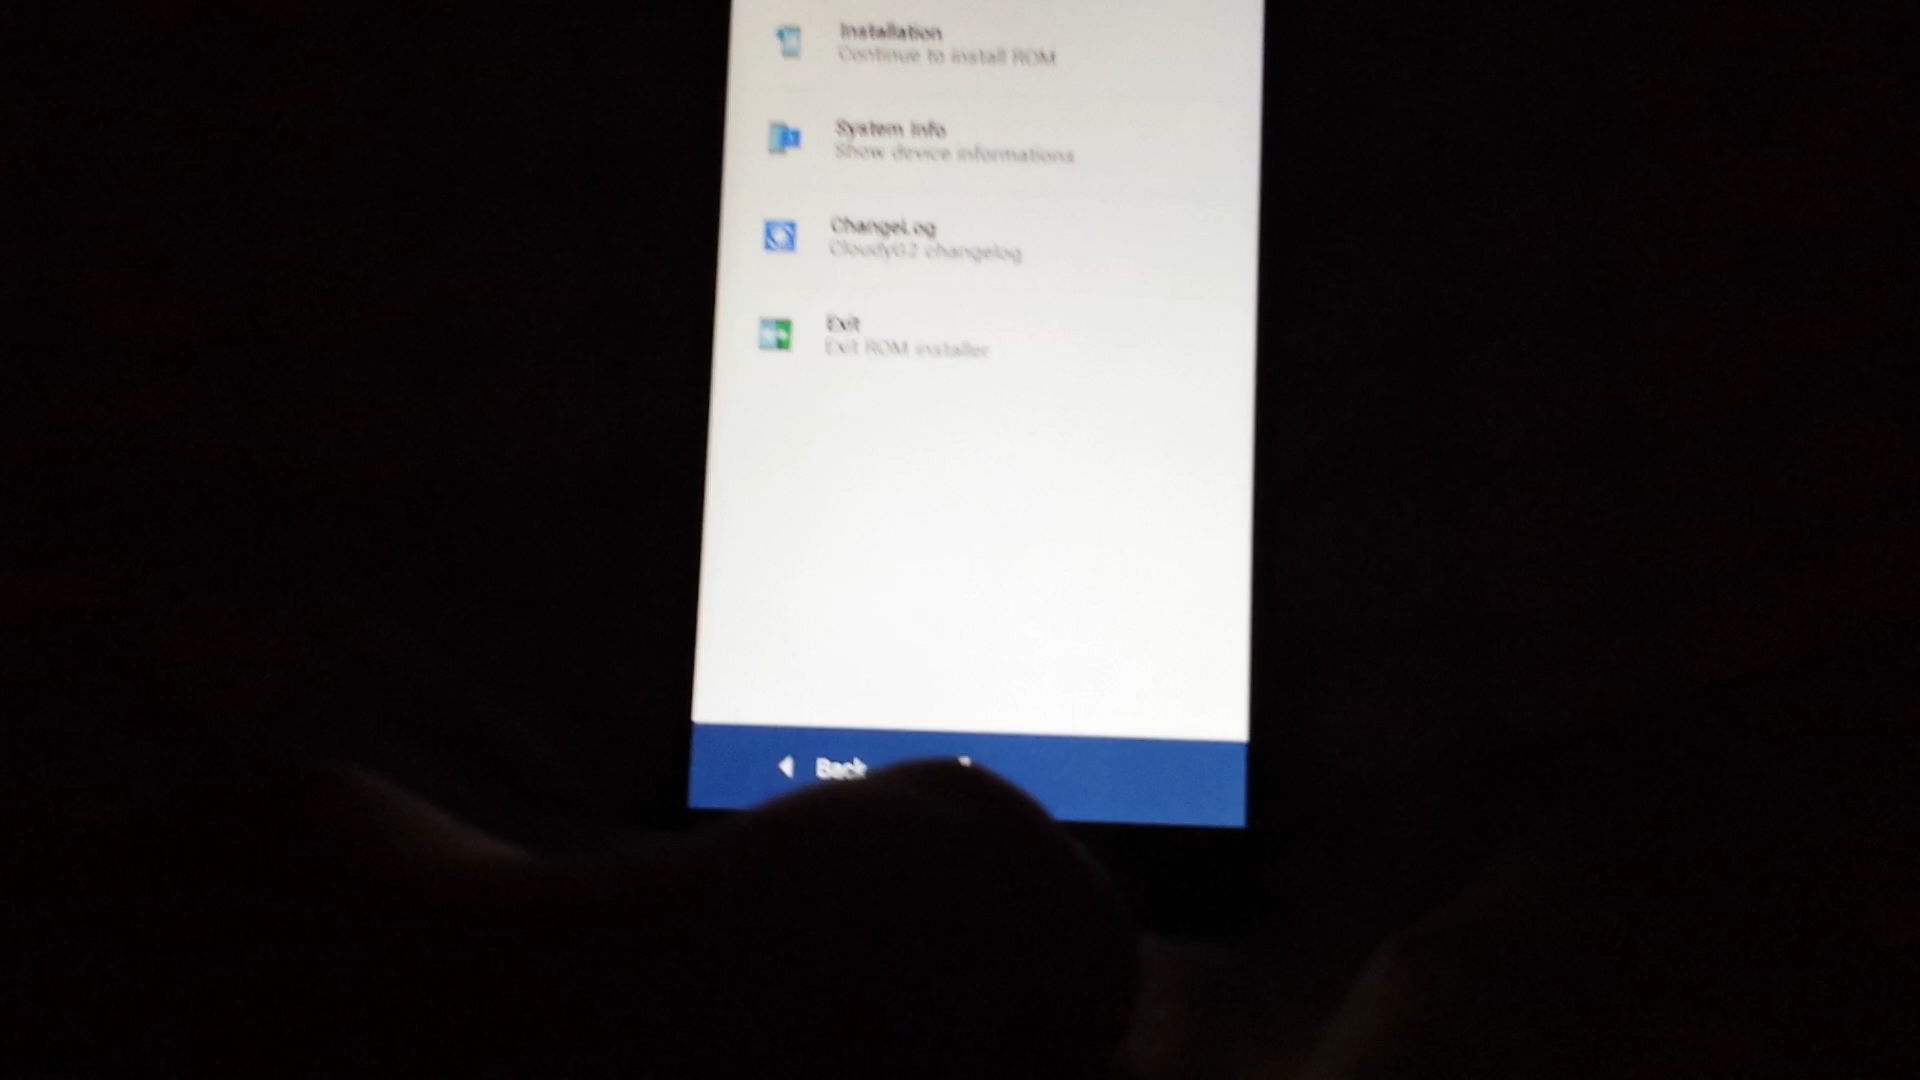 Installation
Continue to install ROM
System Info
Show device informations
ChangeLog
CloudyG2 changelog
Exit
Exit ROM installer
Back